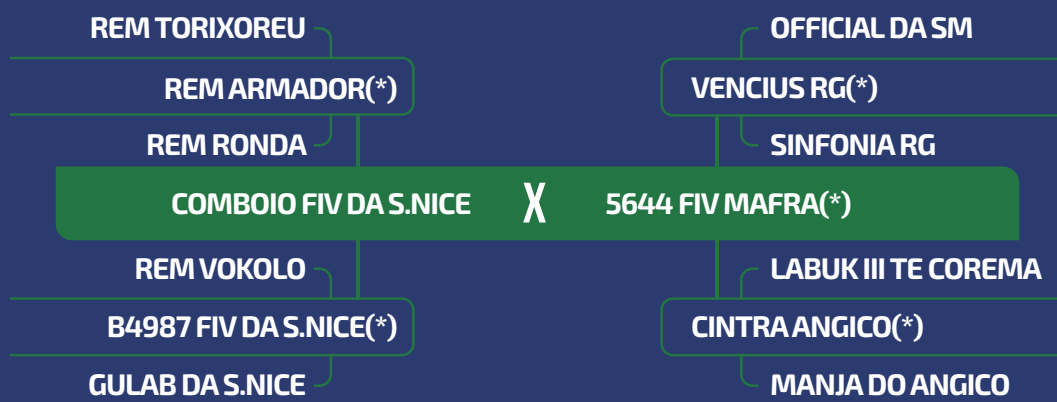 REM TORIXOREU
OFFICIAL DA SM
REM ARMADOR(*)
VENCIUS RG(*)
REM RONDA
SINFONIA RG
COMBOIO FIV DA S.NICE X 5644 FIV MAFRA(*)
REM VOKOLO
LABUK III TE COREMA
B4987 FIV DA S.NICE(*)
CINTRA ANGICO(*)
GULAB DA S.NICE
MANJA DO ANGICO